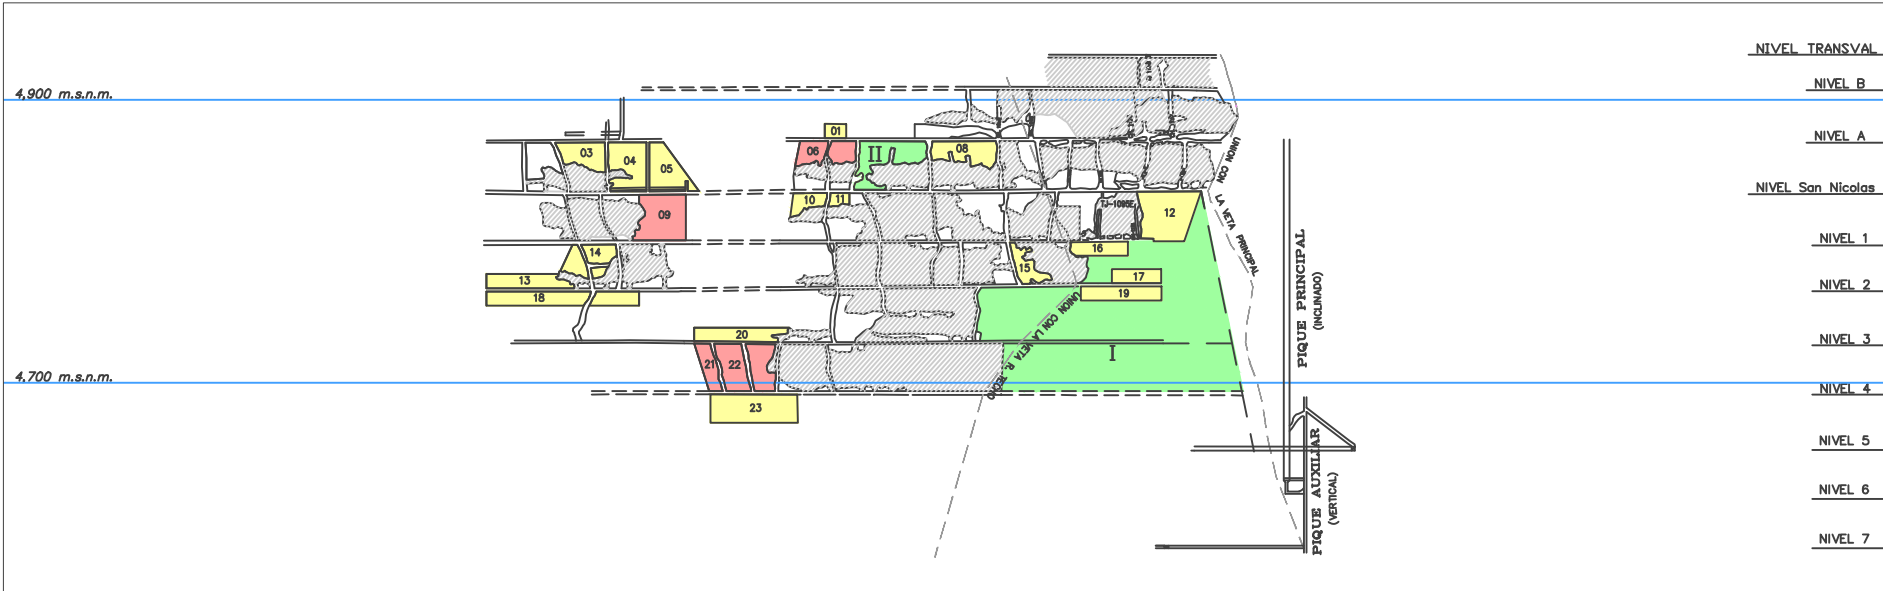 NIVEL TRANSVAL
4,900 m.s.n.m.
NIVEL B
01
NIVEL A
03
04
05
06
II
08
UNION CON LA VETA PRINCIPAL
NIVEL San Nicolas
09
10
11
TJ-1095E
12
NIVEL 1
14
15
16
PIQUE PRINCIPAL
(INCLINADO)
13
17
NIVEL 2
18
19
UNION CON LA VETA R. TECHO
20
NIVEL 3
21
22
I
4,700 m.s.n.m.
NIVEL 4
23
PIQUE AUXILIAR
(VERTICAL)
NIVEL 5
NIVEL 6
NIVEL 7